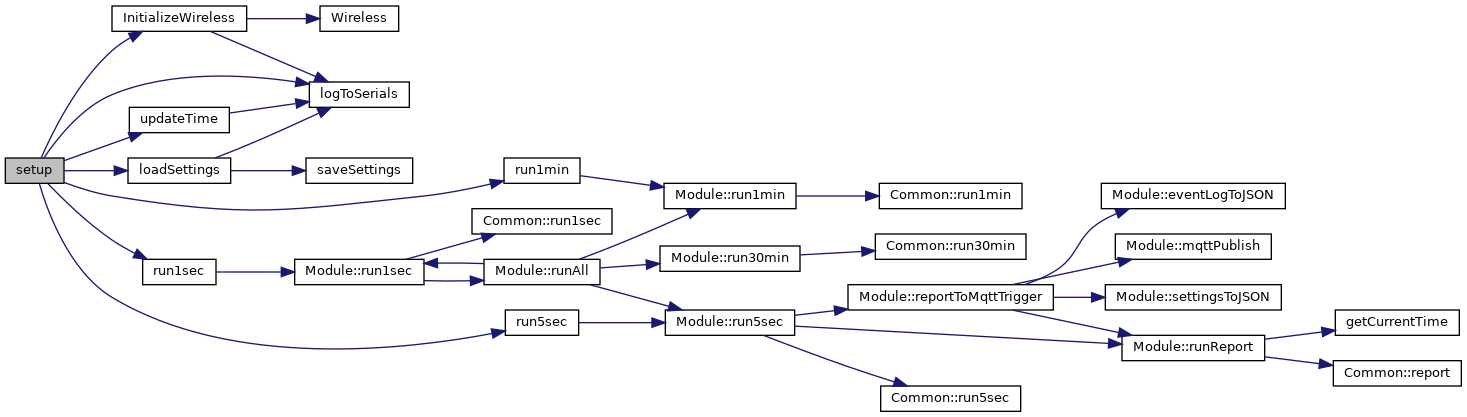 InitializeWireless
Wireless
logToSerials
updateTime
setup
loadSettings
saveSettings
run1min
Module::run1min
Common::run1min
Module::eventLogToJSON
Common::run1sec
Module::mqttPublish
Common::run30min
Module::run30min
run1sec
Module::run1sec
Module::runAll
Module::reportToMqttTrigger
Module::settingsToJSON
run5sec
Module::run5sec
getCurrentTime
Module::runReport
Common::report
Common::run5sec